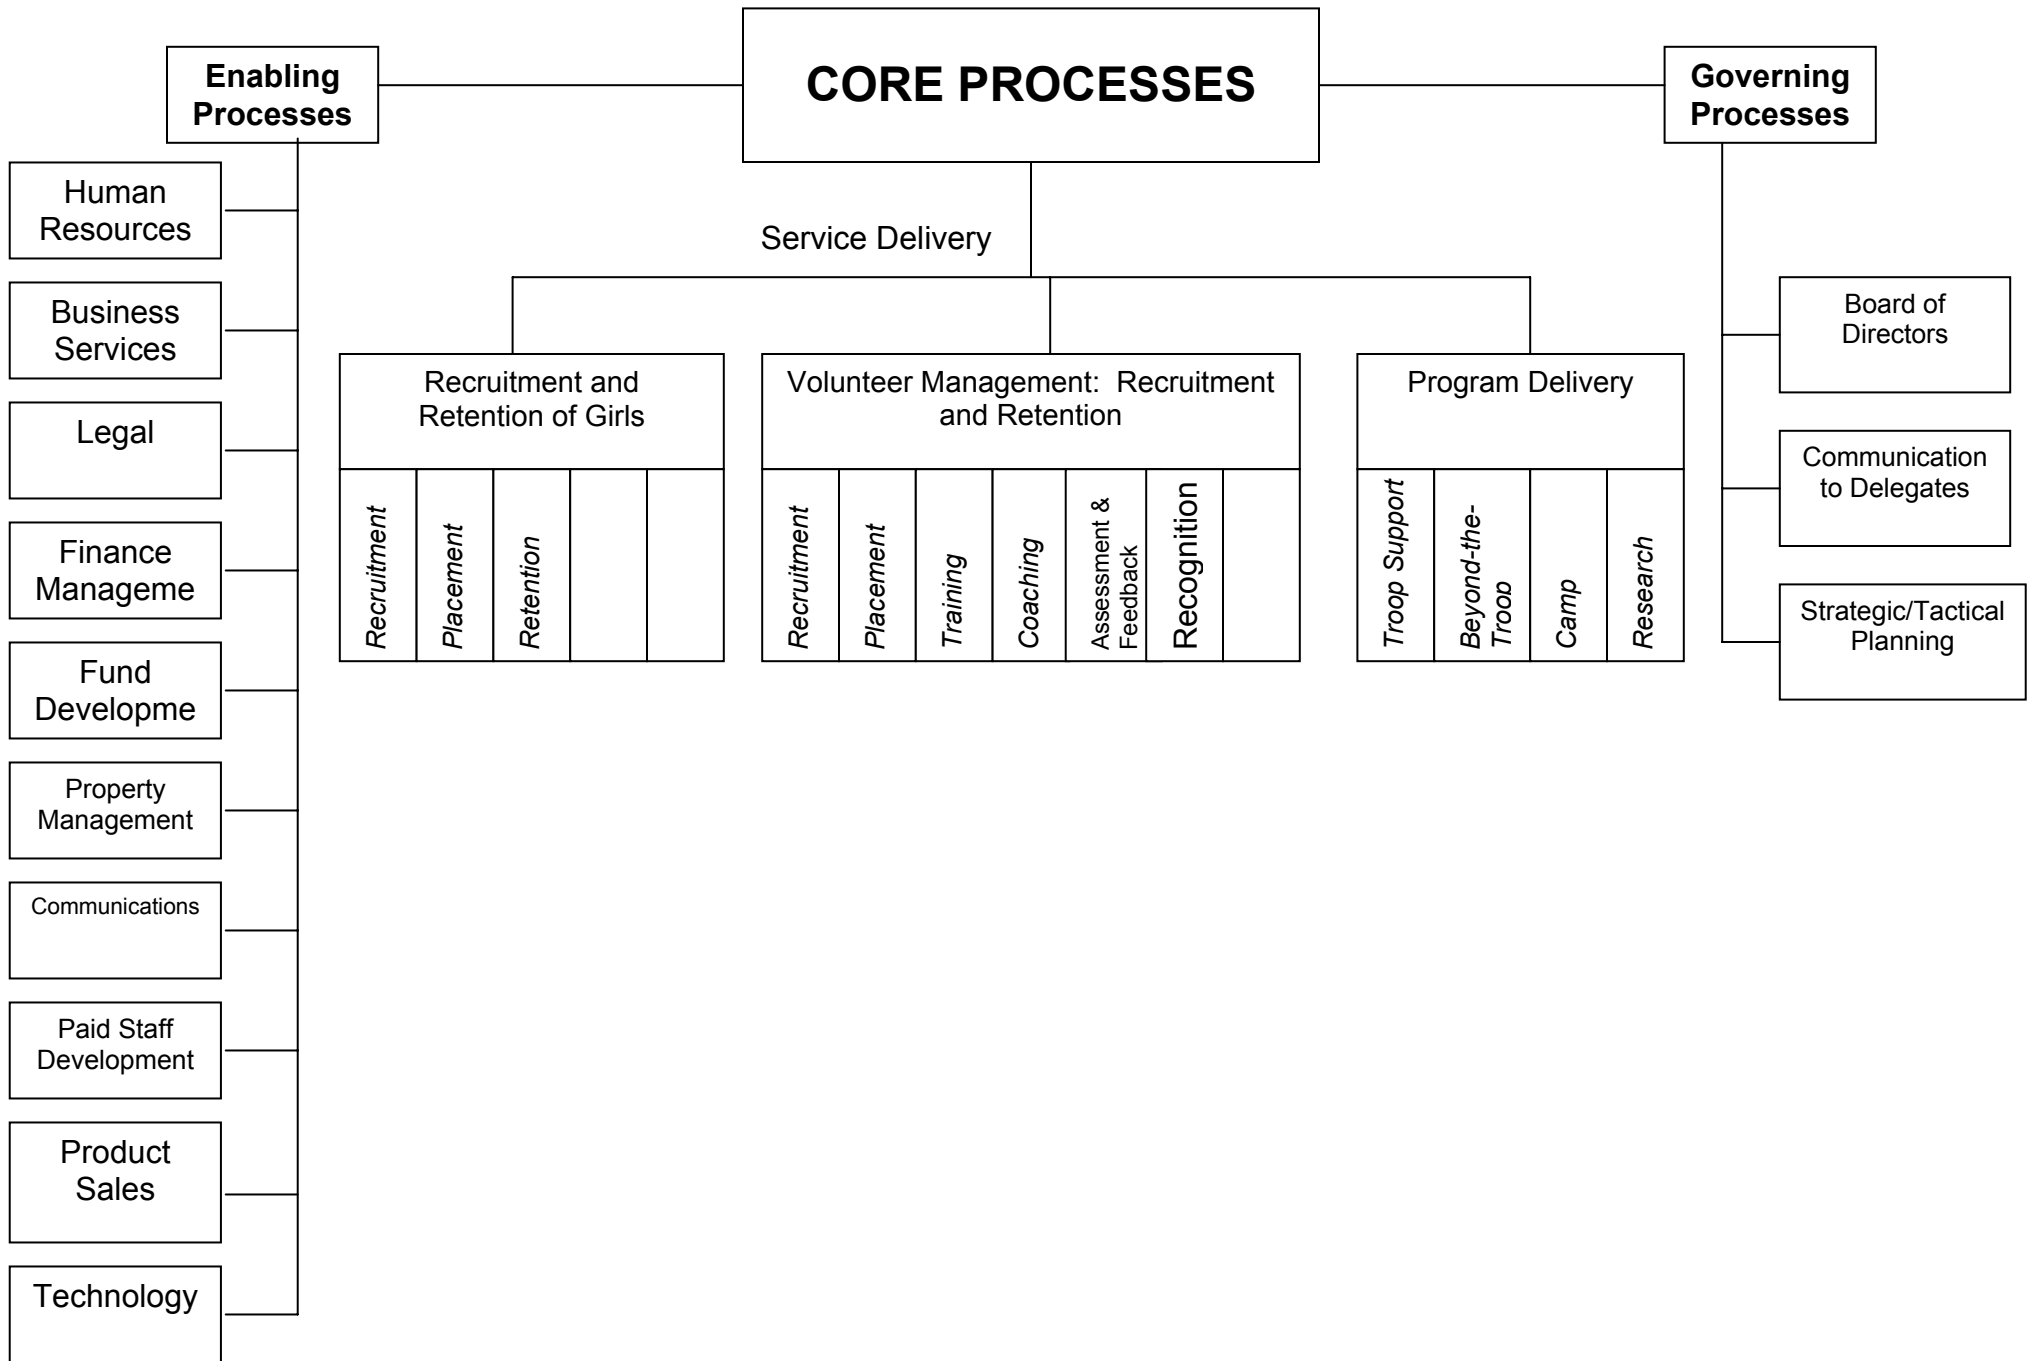 Enabling
Processes
CORE PROCESSES
Governing
Processes
Human
Resources
Business
Services
Legal
Finance
Manageme
Fund
Developme
Property
Management
Communications
Paid Staff
Development
Product
Sales
Technology
Service Delivery
Recruitment and
Retention of Girls
Recruitment
Placement
Retention
Volunteer Management:  Recruitment
and Retention
Recruitment
Placement
Training
Coaching
Assessment &
Feedback
Recognition
Program Delivery
Troop Support
Beyond-the-
Troop
Camp
Research
Board of
Directors
Communication
to Delegates
Strategic/Tactical
Planning